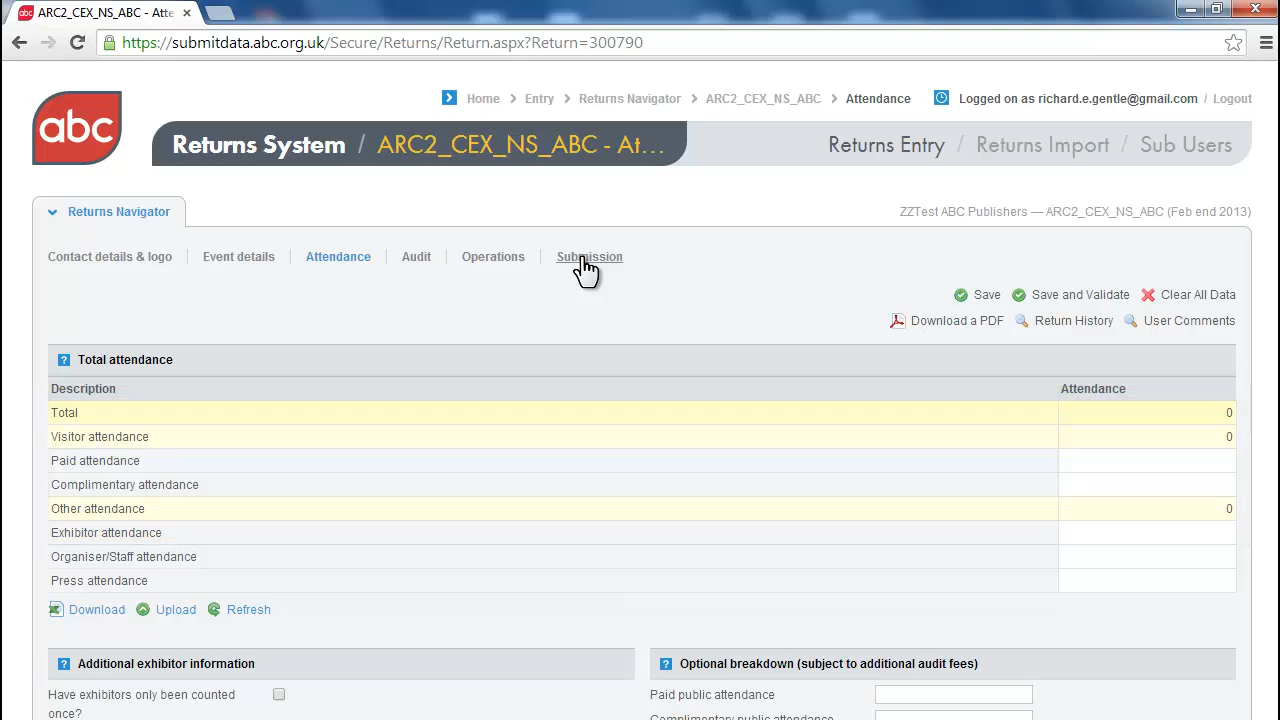 abc ARC2_CEX_NS_ABC - Atte
https://submitdata.abc.org.uk/Secure/Returns/Return.aspx?Return=300790
abc
Home > Entry > Returns Navigator > ARC2_CEX_NS_ABC > Attendance Logged on as richard.e.gentle@gmail.com / Logout
Returns System / ARC2_CEX_NS_ABC - At... Returns Entry / Returns Import / Sub Users
Returns Navigator ZZTest ABC Publishers — ARC2_CEX_NS_ABC (Feb end 2013)
Contact details & logo | Event details | Attendance | Audit | Operations | Submission
Save Save and Validate Clear All Data
Download a PDF Return History User Comments
? Total attendance
Description Attendance
Total 0
Visitor attendance 0
Paid attendance
Complimentary attendance
Other attendance 0
Exhibitor attendance
Organiser/Staff attendance
Press attendance
Download Upload Refresh
? Additional exhibitor information ? Optional breakdown (subject to additional audit fees)
Have exhibitors only been counted Paid public attendance
once? Complimentary public attendance